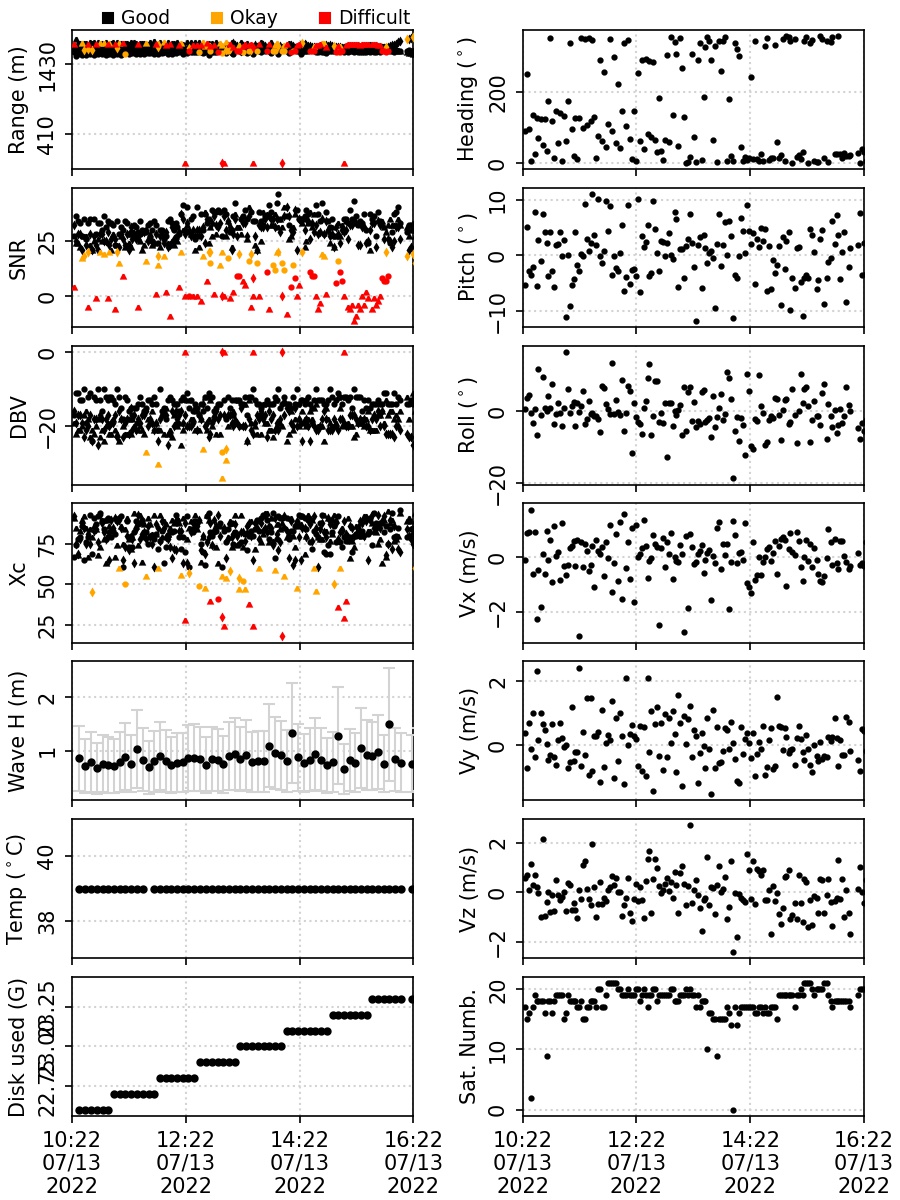 Good Okay Difficult
Range (m)
1430
410
Heading (°)
200
0
SNR
25
0
Pitch (°)
10
0
−10
DBV
0
−20
Roll (°)
0
−20
Xc
75
50
25
Vx (m/s)
0
−2
Wave H (m)
2
1
Vy (m/s)
2
0
Temp (°C)
40
38
Vz (m/s)
2
0
−2
Disk used (G)
23.25
23.00
22.75
Sat. Numb.
20
10
0
10:22 12:22 14:22 16:22
07/13 07/13 07/13 07/13
2022 2022 2022 2022
10:22 12:22 14:22 16:22
07/13 07/13 07/13 07/13
2022 2022 2022 2022